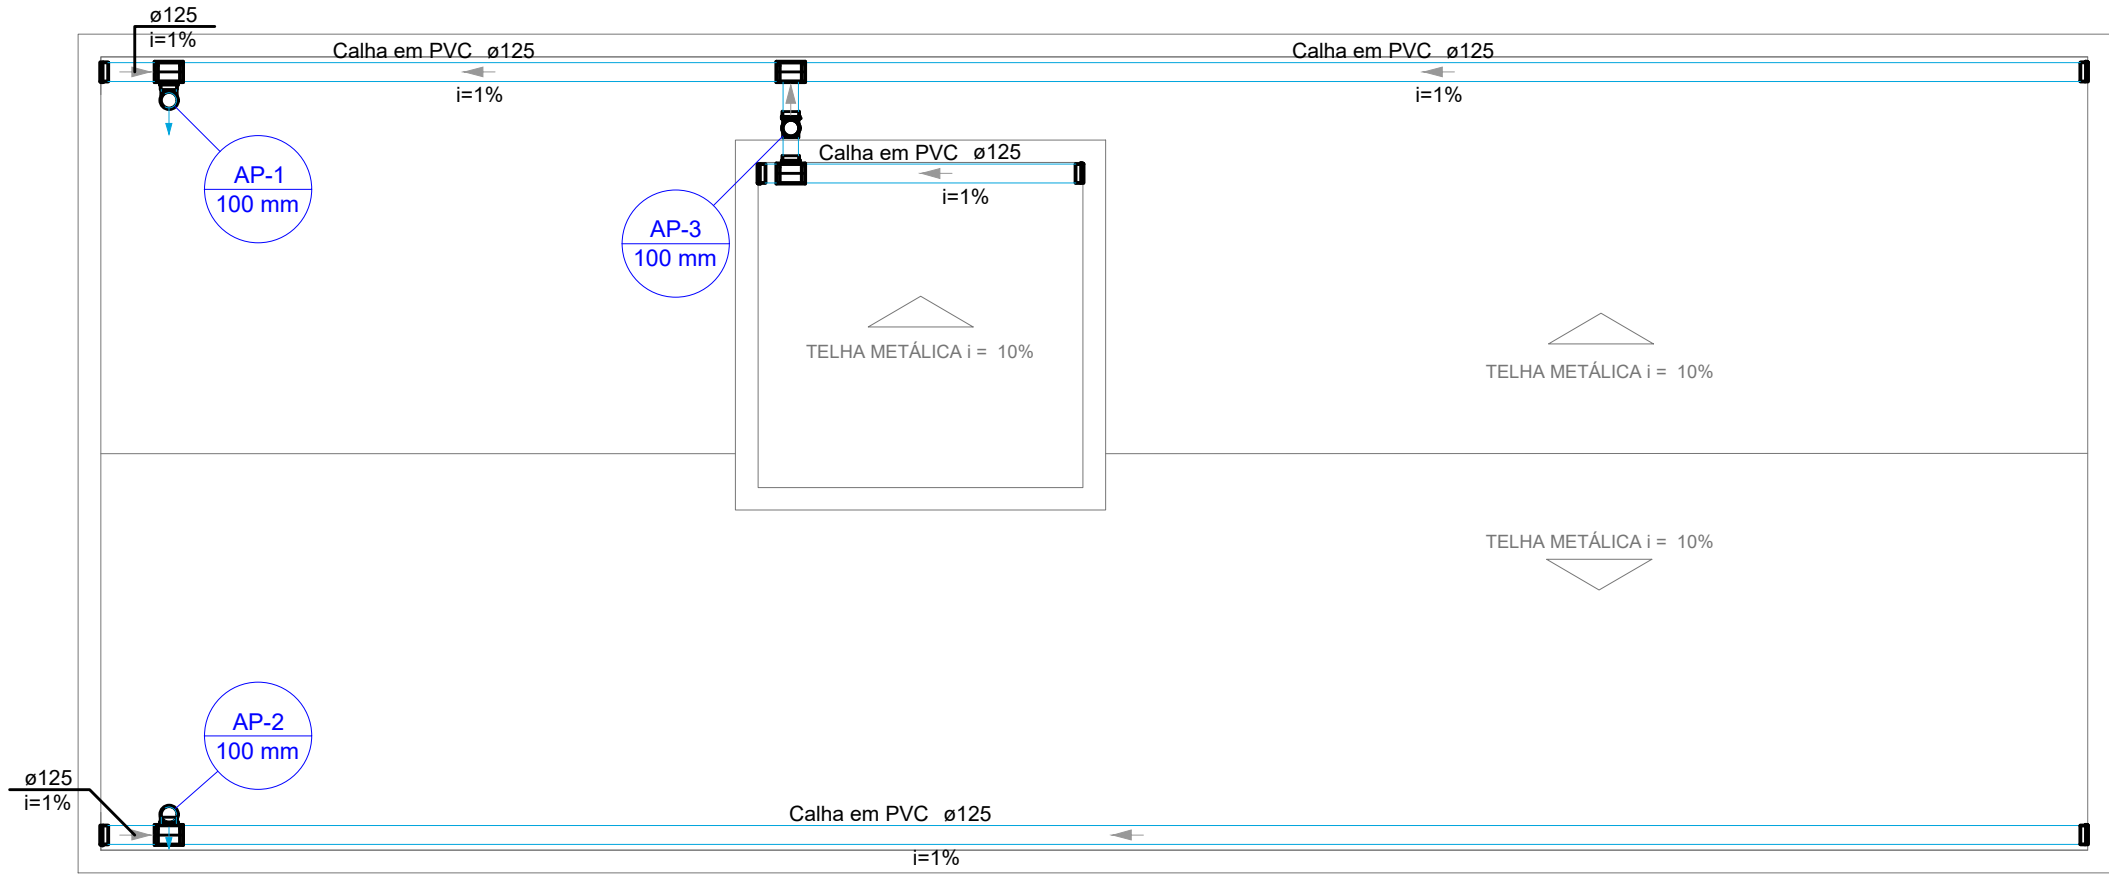 ø125
i=1%
Calha em PVC ø125
i=1%
Calha em PVC ø125
i=1%
AP-1
100 mm
Calha em PVC ø125
i=1%
AP-3
100 mm
TELHA METÁLICA i = 10%
TELHA METÁLICA i = 10%
TELHA METÁLICA i = 10%
AP-2
100 mm
ø125
i=1%
Calha em PVC ø125
i=1%